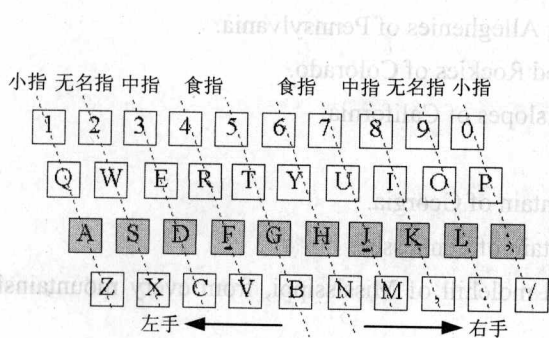 小指 无名指 中指 食指 食指 中指 无名指 小指
1 2 3 4 5 6 7 8 9 0
Q W E R T Y U I O P
A S D F G H J K L ;
Z X C V B N M , . /
左手 右手